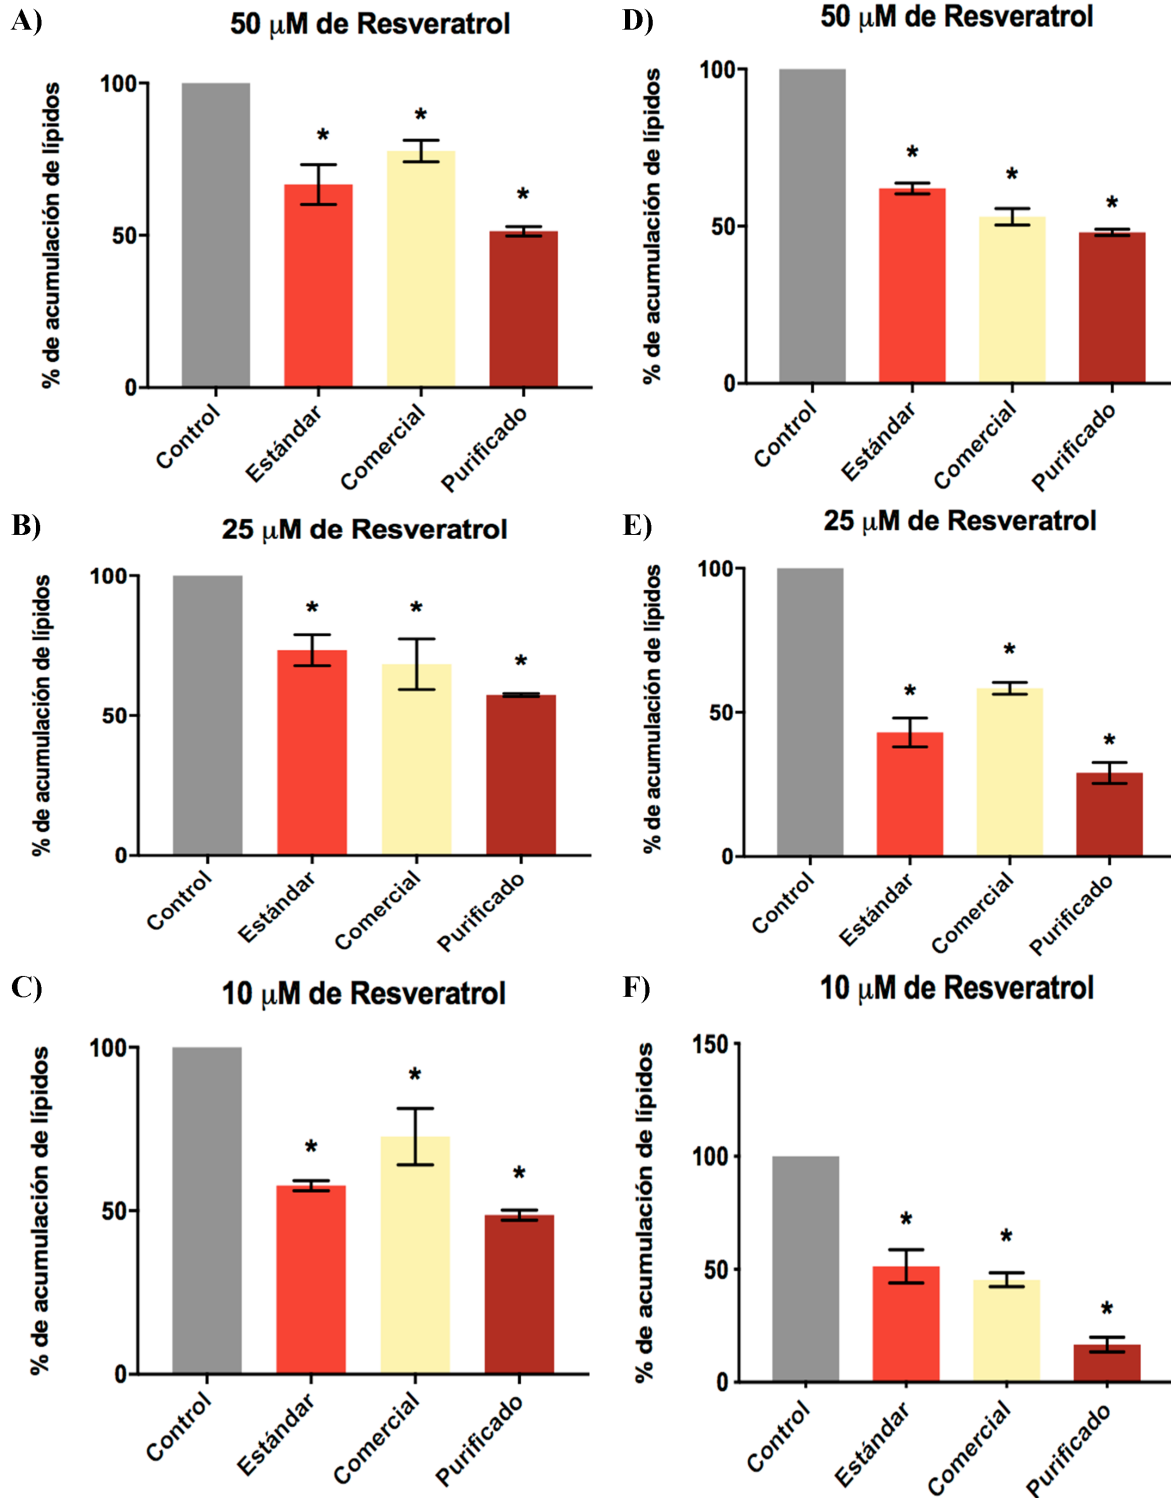 A)
50 μM de Resveratrol
% de acumulación de lípidos
100
50
0
*
*
*
Control
Estándar
Comercial
Purificado
D)
50 μM de Resveratrol
% de acumulación de lípidos
100
50
0
*
*
*
Control
Estándar
Comercial
Purificado
B)
25 μM de Resveratrol
% de acumulación de lípidos
100
50
0
*
*
*
Control
Estándar
Comercial
Purificado
E)
25 μM de Resveratrol
% de acumulación de lípidos
100
50
0
*
*
*
Control
Estándar
Comercial
Purificado
C)
10 μM de Resveratrol
% de acumulación de lípidos
100
50
0
*
*
*
Control
Estándar
Comercial
Purificado
F)
10 μM de Resveratrol
% de acumulación de lípidos
150
100
50
0
*
*
*
Control
Estándar
Comercial
Purificado